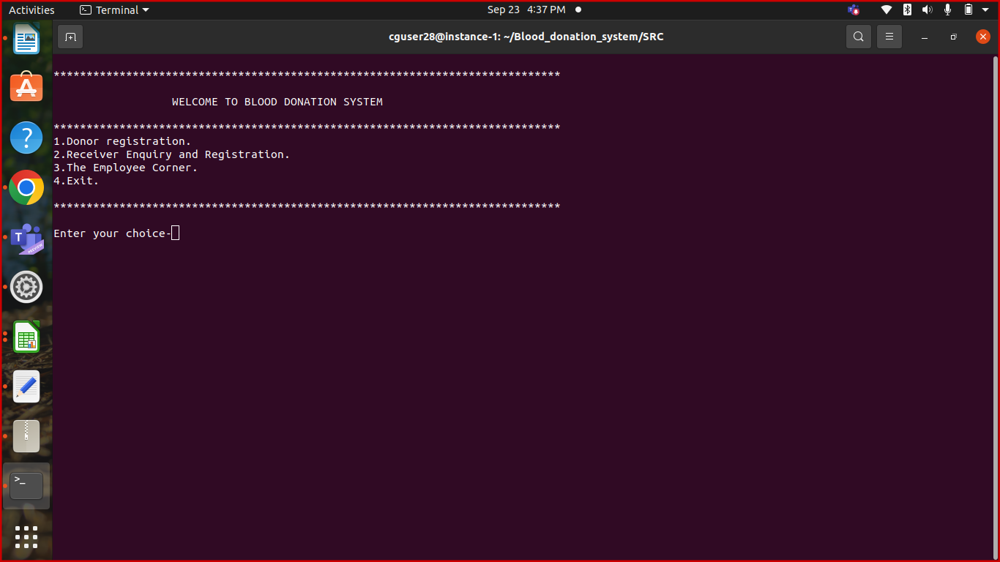 Activities
Terminal
Sep 23 4:37 PM
cguser28@instance-1: ~/Blood_donation_system/SRC
*****************************************************************************
WELCOME TO BLOOD DONATION SYSTEM
*****************************************************************************
1.Donor registration.
2.Receiver Enquiry and Registration.
3.The Employee Corner.
4.Exit.
*****************************************************************************
Enter your choice-
T
PREVIEW
>_